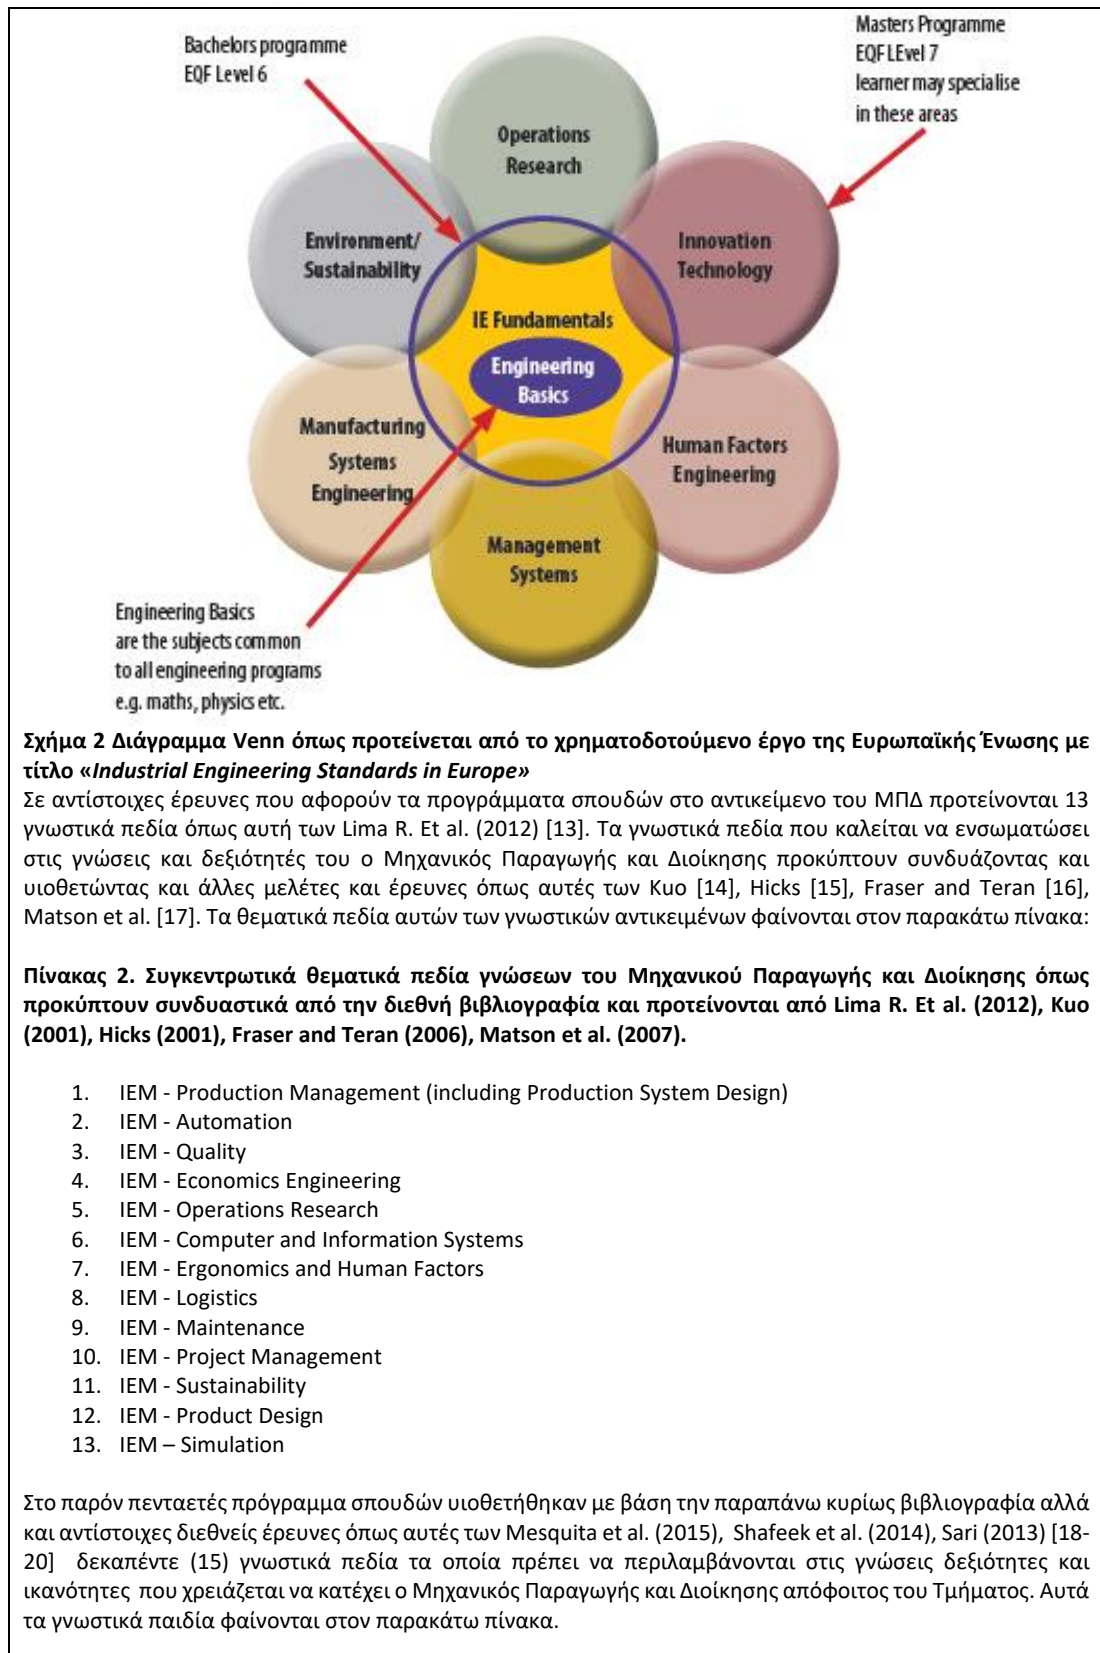 Bachelors programme
EQF Level 6
Masters Programme
EQF LEvel 7
learner may specialise
in these areas
Operations
Research
Environment/
Sustainability
Innovation
Technology
IE Fundamentals
Engineering
Basics
Manufacturing
Systems
Engineering
Human Factors
Engineering
Management
Systems
Engineering Basics
are the subjects common
to all engineering programs
e.g. maths, physics etc.
Σχήμα 2 Διάγραμμα Venn όπως προτείνεται από το χρηματοδοτούμενο έργο της Ευρωπαϊκής Ένωσης με
τίτλο «Industrial Engineering Standards in Europe»
Σε αντίστοιχες έρευνες που αφορούν τα προγράμματα σπουδών στο αντικείμενο του ΜΠΔ προτείνονται 13
γνωστικά πεδία όπως αυτή των Lima R. Et al. (2012) [13]. Τα γνωστικά πεδία που καλείται να ενσωματώσει
στις γνώσεις και δεξιότητές του ο Μηχανικός Παραγωγής και Διοίκησης προκύπτουν συνδυάζοντας και
υιοθετώντας και άλλες μελέτες και έρευνες όπως αυτές των Kuo [14], Hicks [15], Fraser and Teran [16],
Matson et al. [17]. Τα θεματικά πεδία αυτών των γνωστικών αντικειμένων φαίνονται στον παρακάτω πίνακα:
Πίνακας 2. Συγκεντρωτικά θεματικά πεδία γνώσεων του Μηχανικού Παραγωγής και Διοίκησης όπως
προκύπτουν συνδυαστικά από την διεθνή βιβλιογραφία και προτείνονται από Lima R. Et al. (2012), Kuo
(2001), Hicks (2001), Fraser and Teran (2006), Matson et al. (2007).
1. IEM - Production Management (including Production System Design)
2. IEM - Automation
3. IEM - Quality
4. IEM - Economics Engineering
5. IEM - Operations Research
6. IEM - Computer and Information Systems
7. IEM - Ergonomics and Human Factors
8. IEM - Logistics
9. IEM - Maintenance
10. IEM - Project Management
11. IEM - Sustainability
12. IEM - Product Design
13. IEM – Simulation
Στο παρόν πενταετές πρόγραμμα σπουδών υιοθετήθηκαν με βάση την παραπάνω κυρίως βιβλιογραφία αλλά
και αντίστοιχες διεθνείς έρευνες όπως αυτές των Mesquita et al. (2015), Shafeek et al. (2014), Sari (2013) [18-
20] δεκαπέντε (15) γνωστικά πεδία τα οποία πρέπει να περιλαμβάνονται στις γνώσεις δεξιότητες και
ικανότητες που χρειάζεται να κατέχει ο Μηχανικός Παραγωγής και Διοίκησης απόφοιτος του Τμήματος. Αυτά
τα γνωστικά παιδία φαίνονται στον παρακάτω πίνακα.